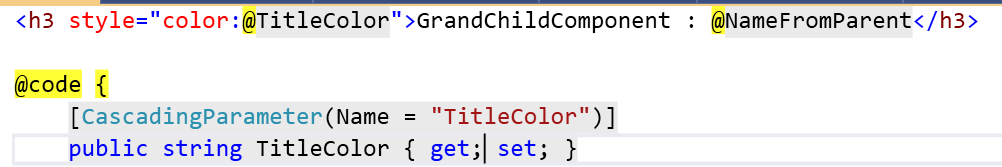 <h3 style="color:@TitleColor">GrandChildComponent : @NameFromParent</h3>
@code {
[CascadingParameter(Name = "TitleColor")]
public string TitleColor { get; set; }